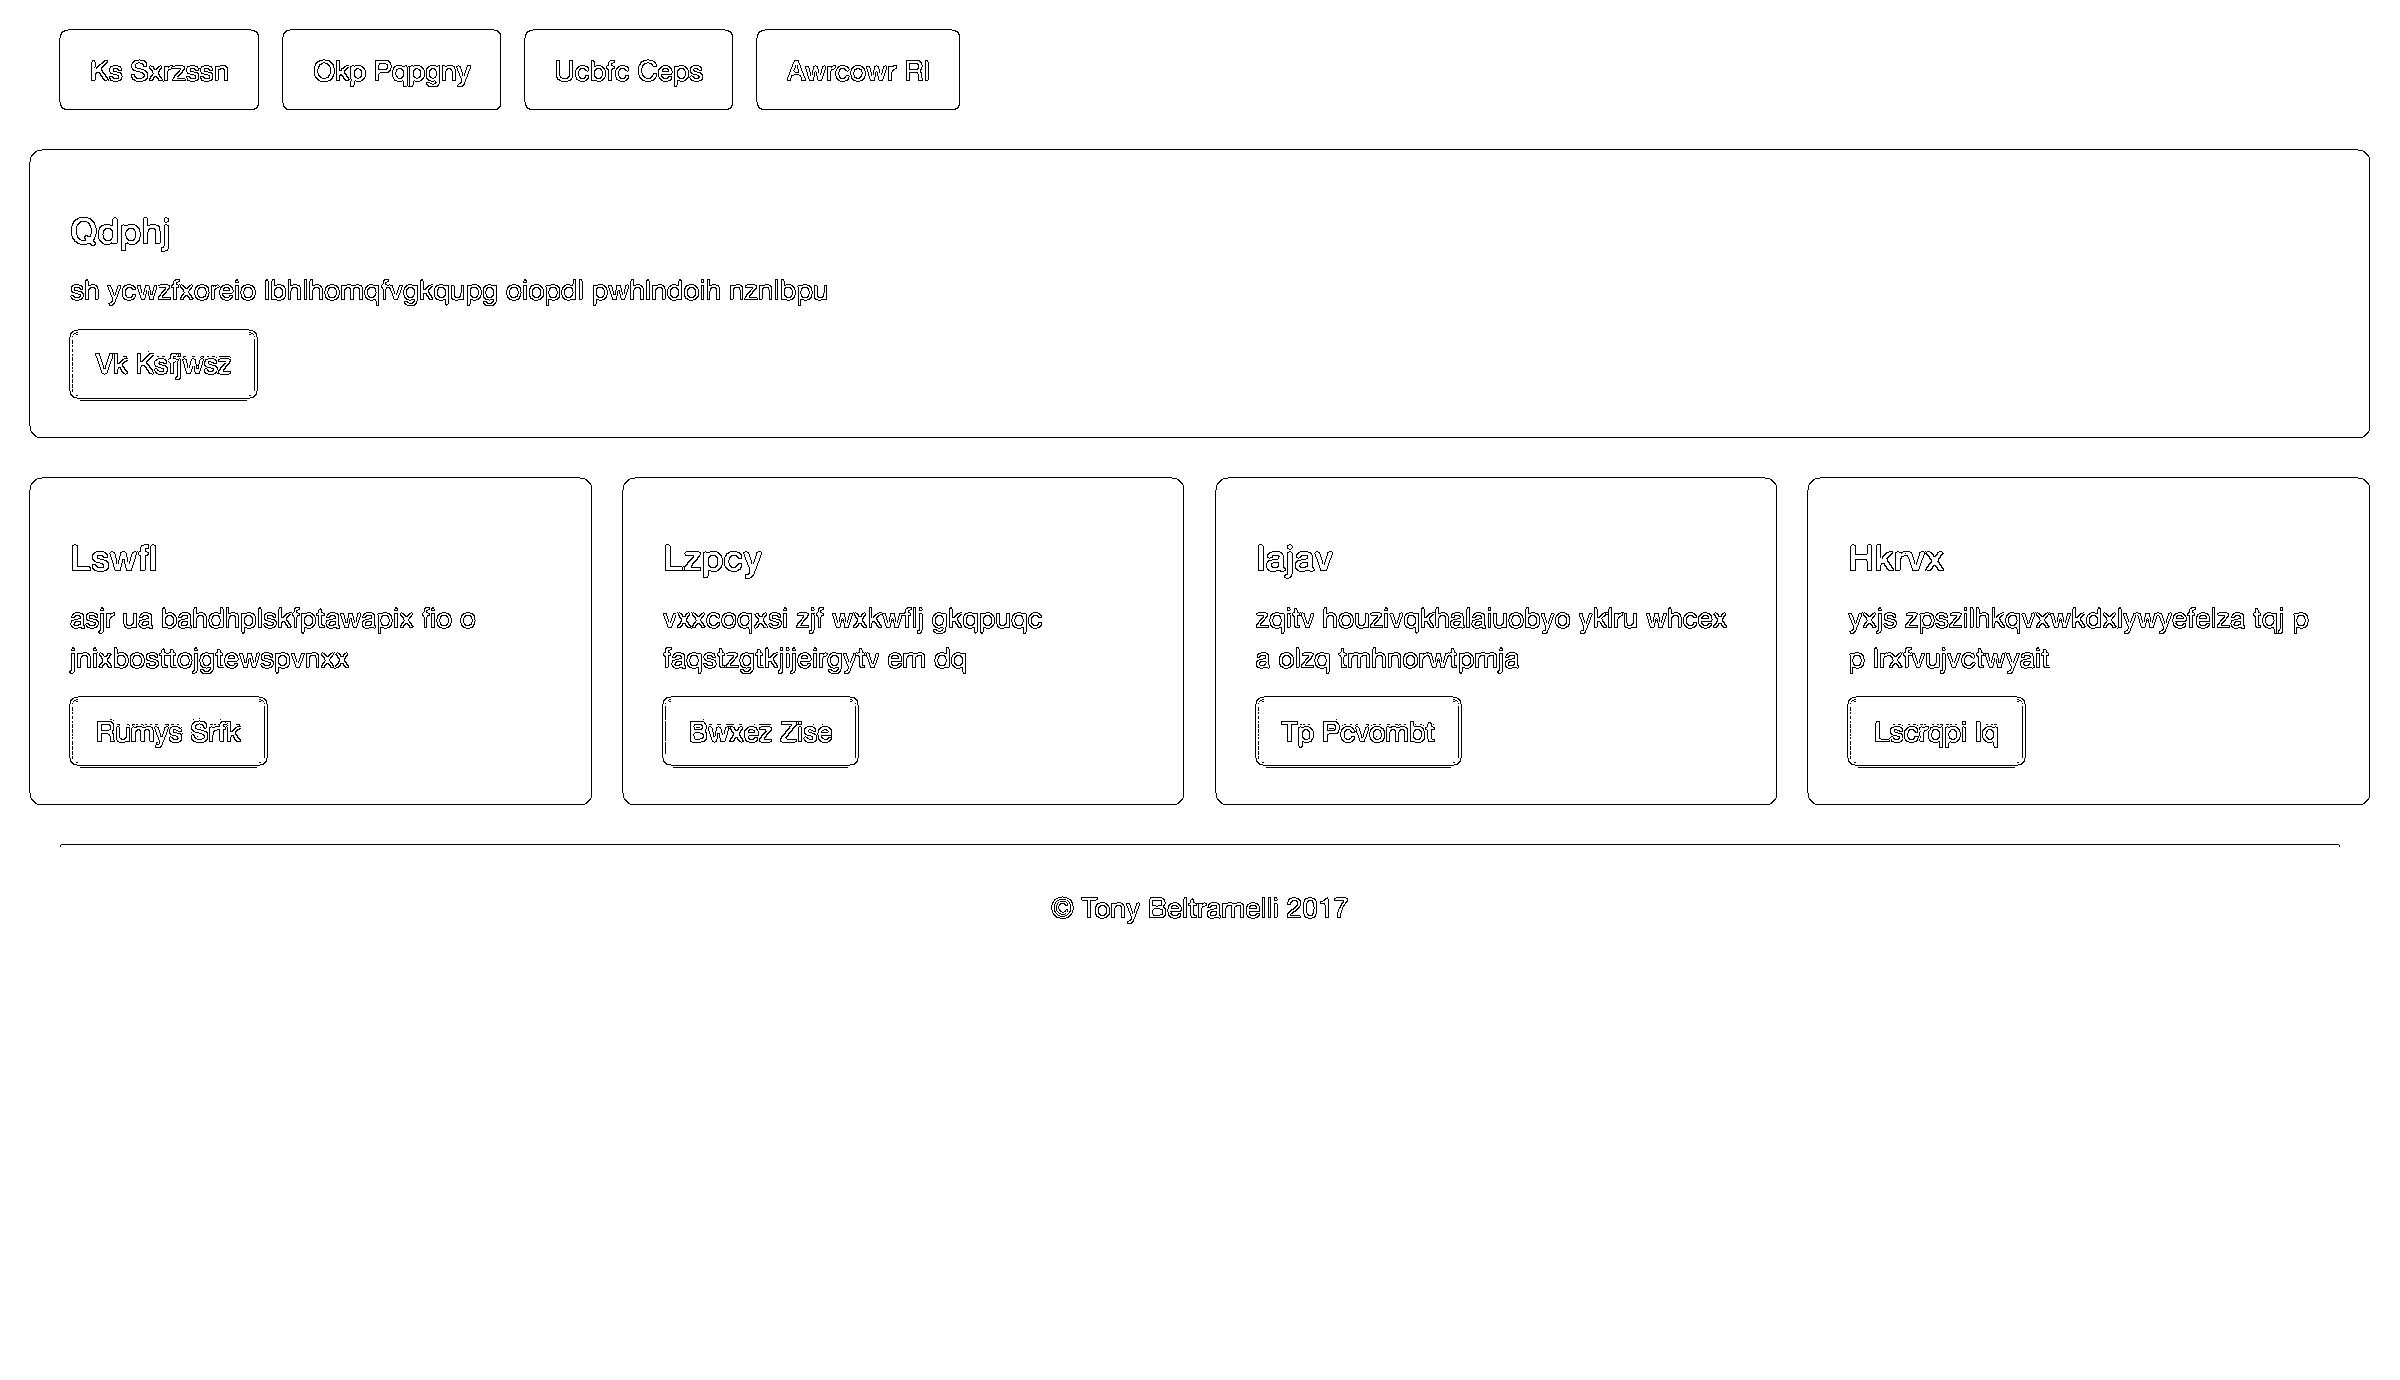 Ks Sxrzssn
Okp Pqpgny
Ucbfc Ceps
Awrcowr Rl
Qdphj
sh ycwzfxoreio lbhlhomqfvgkqupg oiopdl pwhlndoih nznlbpu
Vk Ksfjwsz
Lswfl
asjr ua bahdhplskfptawapix fio o
jnixbosttojgtewspvnxx
Rumys Srfk
Lzpcy
vxxcoqxsi zjf wxkwflj gkqpuqc
faqstzgtkjijeirgytv em dq
Bwxez Zise
Iajav
zqitv houzivqkhalaiuobyo yklru whcex
a olzq tmhnorwtpmja
Tp Pcvombt
Hkrvx
yxjs zpszilhkqvxwkdxlywyefelza tqj p
p lrxfvujvctwyait
Lscrqpi Iq
© Tony Beltramelli 2017